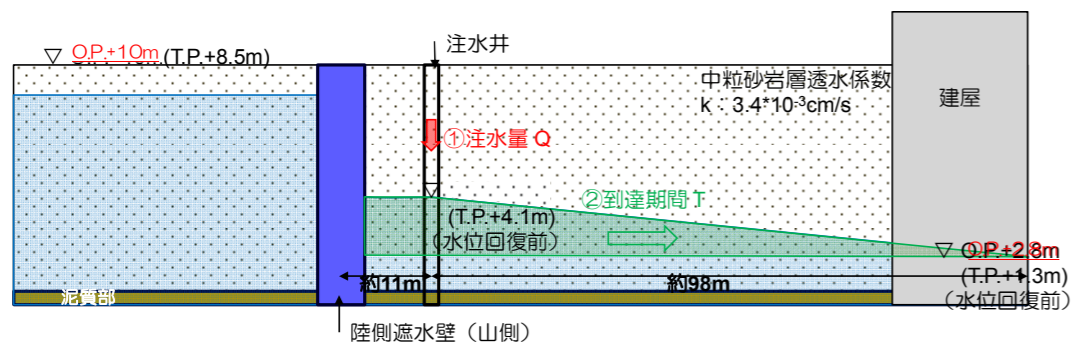 ▽ O.P.+10m (T.P.+8.5m)
注水井
中粒砂岩層透水係数
k：3.4*10-3cm/s
建屋
①注水量Q
②到達期間T
▽
(T.P.+4.1m)
（水位回復前）
▽ O.P.+2.8m
(T.P.+1.3m)
（水位回復前）
約11m
約98m
泥質部
陸側遮水壁（山側）